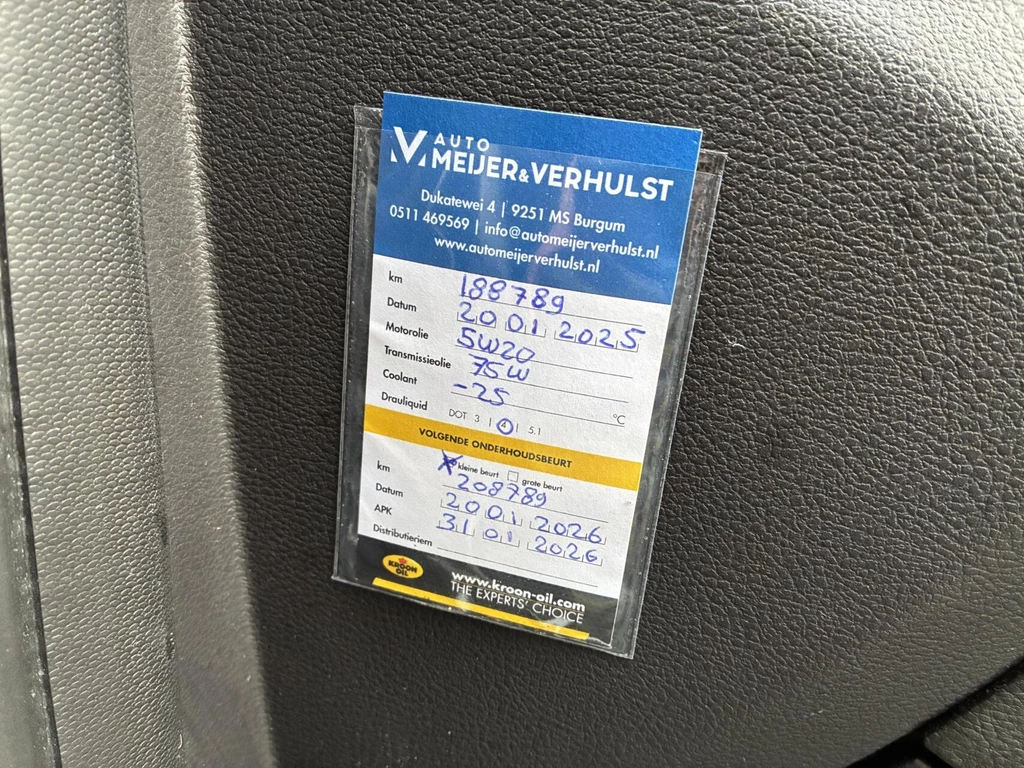 AUTO
MEIJER & VERHULST
Dukatewei 4 | 9251 MS Burgum
0511 469569 | info@automeijerverhulst.nl
www.automeijerverhulst.nl
km 188789
Datum 20 01 2025
Motorolie 5W20
Transmissieolie 75W
Coolant -25 °C
Drauliquid DOT 3 | 4 | 5.1
VOLGENDE ONDERHOUDSBEURT
X kleine beurt grote beurt
km 208789
Datum 20 01 2026
APK 31 01 2026
Distributieriem
KROON OIL www.kroon-oil.com
THE EXPERTS' CHOICE